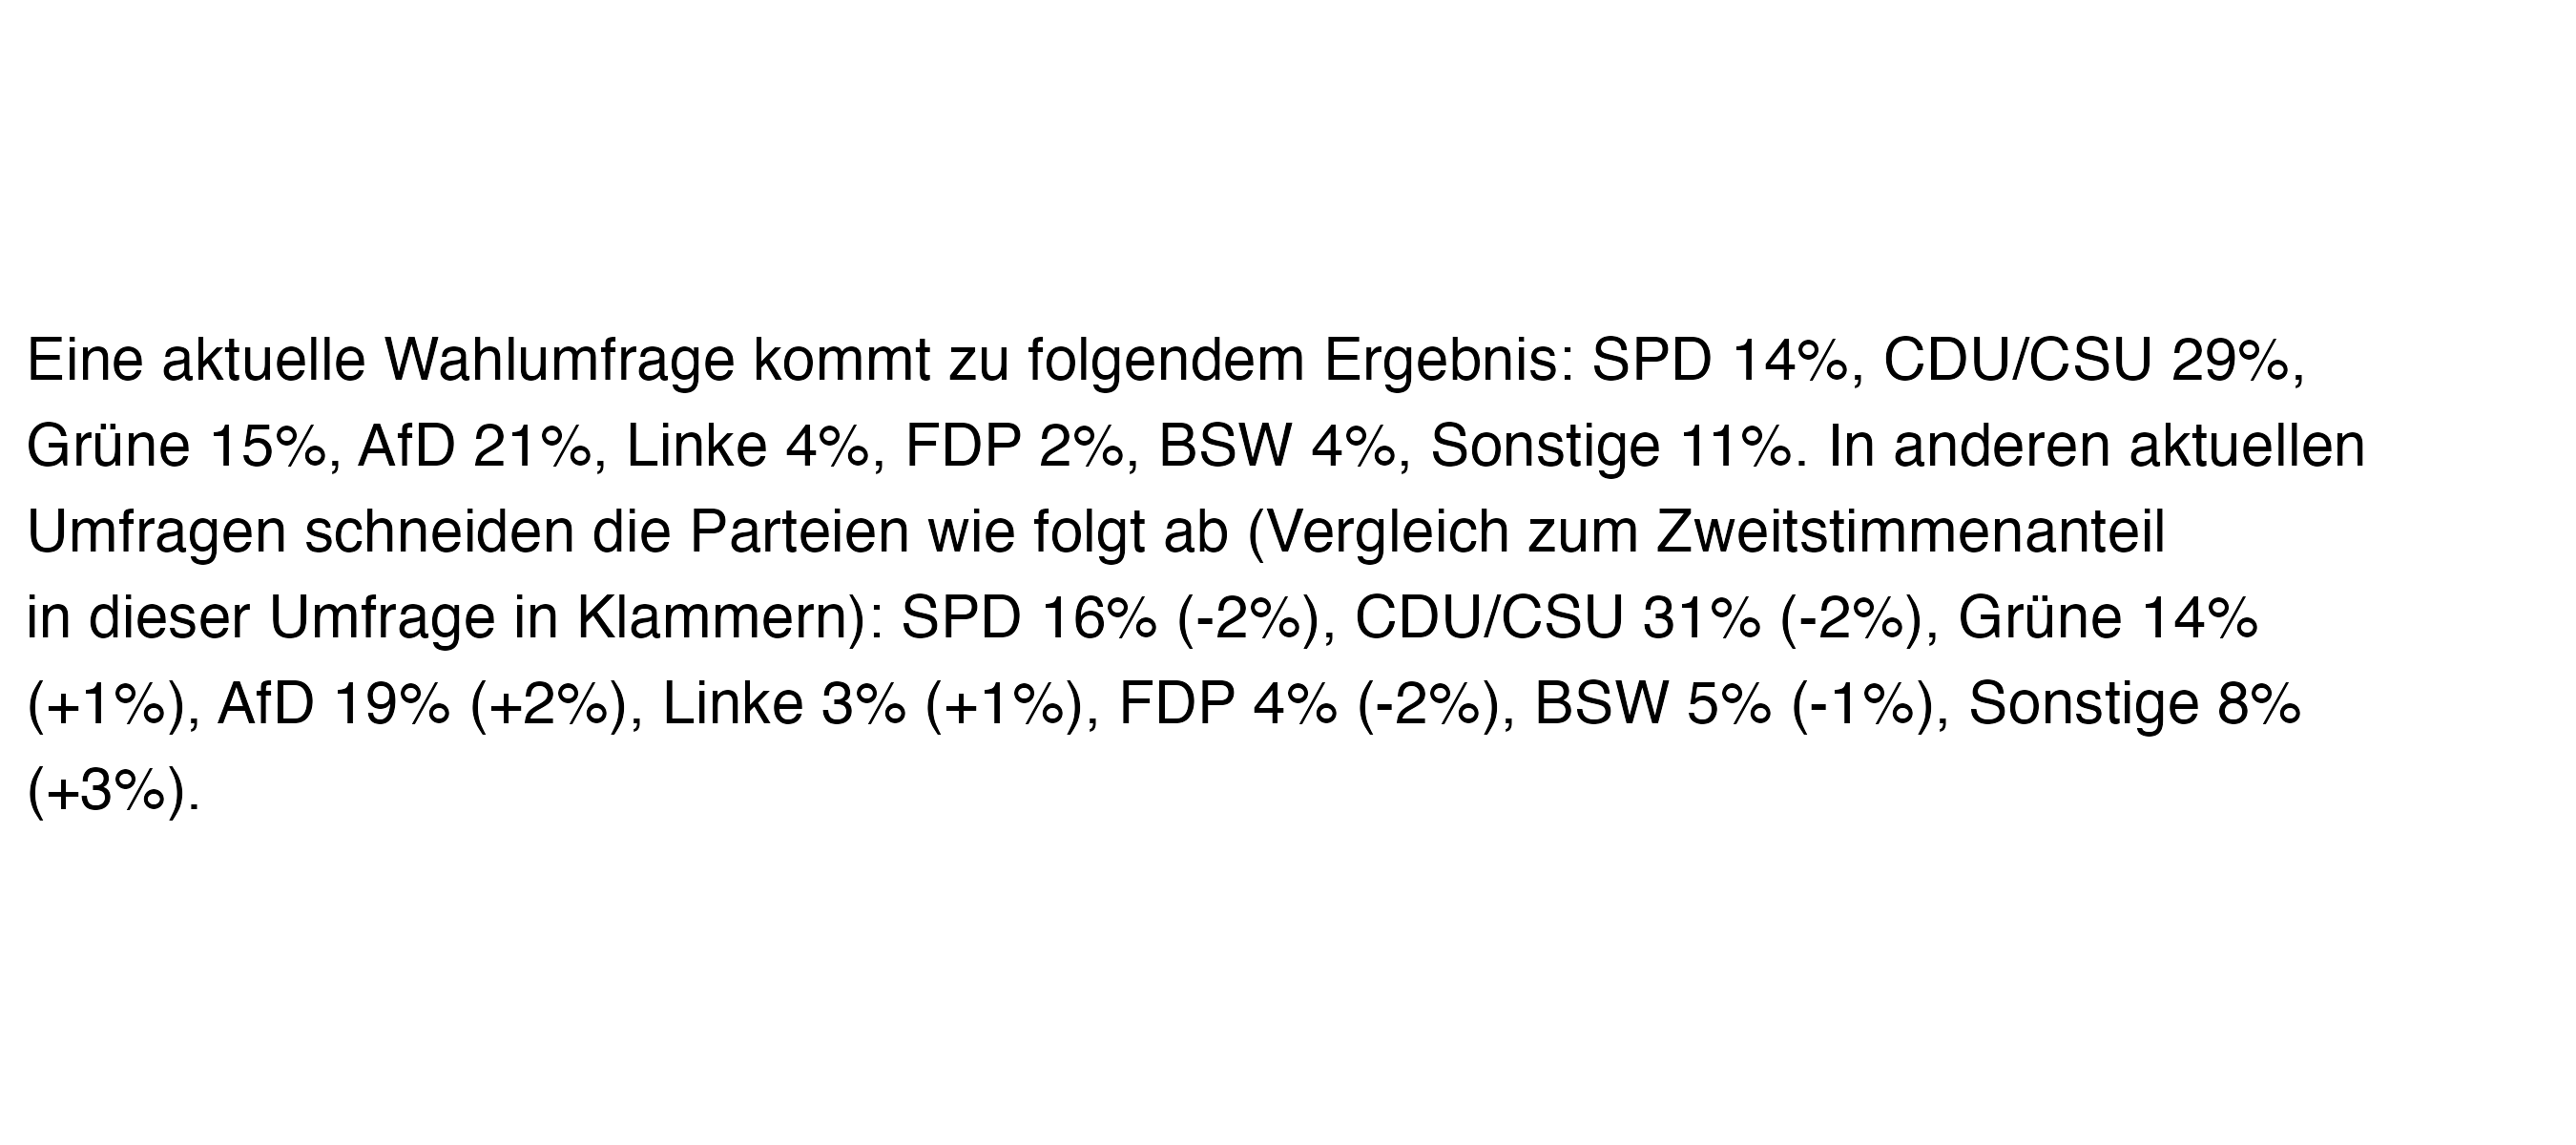 Eine aktuelle Wahlumfrage kommt zu folgendem Ergebnis: SPD 14%, CDU/CSU 29%,
Grüne 15%, AfD 21%, Linke 4%, FDP 2%, BSW 4%, Sonstige 11%. In anderen aktuellen
Umfragen schneiden die Parteien wie folgt ab (Vergleich zum Zweitstimmenanteil
in dieser Umfrage in Klammern): SPD 16% (-2%), CDU/CSU 31% (-2%), Grüne 14%
(+1%), AfD 19% (+2%), Linke 3% (+1%), FDP 4% (-2%), BSW 5% (-1%), Sonstige 8%
(+3%).